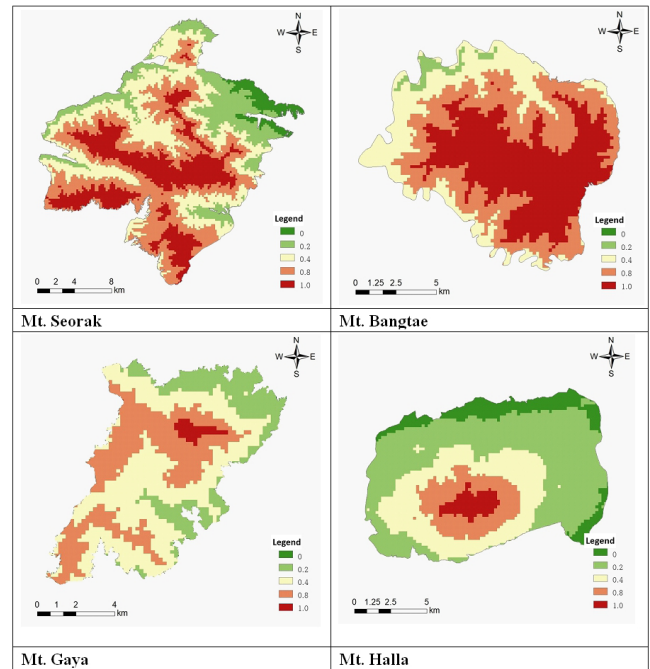 N
W E
S
Legend
0
0.2
0.4
0.8
1.0
0 2 4 8
km
Mt. Seorak
N
W E
S
Legend
0
0.2
0.4
0.8
1.0
0 1.25 2.5 5
km
Mt. Bangtae
N
W E
S
Legend
0
0.2
0.4
0.8
1.0
0 1 2 4
km
Mt. Gaya
N
W E
S
Legend
0
0.2
0.4
0.8
1.0
0 1.25 2.5 5
km
Mt. Halla